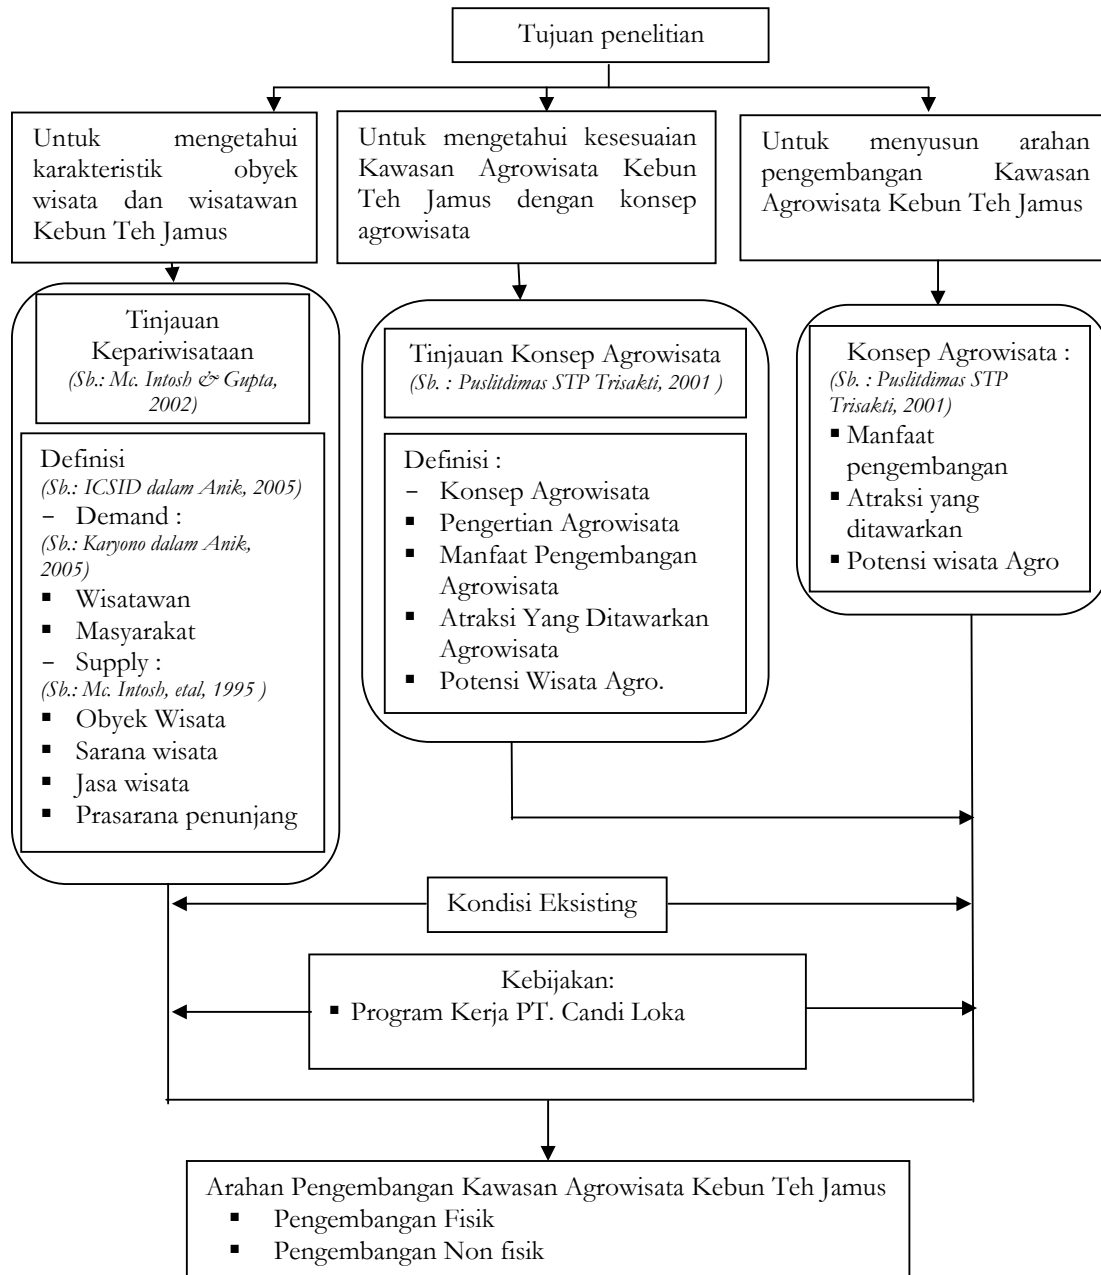 Tujuan penelitian
Untuk mengetahui
karakteristik obyek
wisata dan wisatawan
Kebun Teh Jamus
Untuk mengetahui kesesuaian
Kawasan Agrowisata Kebun
Teh Jamus dengan konsep
agrowisata
Untuk menyusun arahan
pengembangan Kawasan
Agrowisata Kebun Teh Jamus
Tinjauan
Kepariwisataan
(Sb.: Mc. Intosh & Gupta,
2002)
Definisi
(Sb.: ICSID dalam Anik, 2005)
- Demand :
(Sb.: Karyono dalam Anik,
2005)
▪ Wisatawan
▪ Masyarakat
- Supply :
(Sb.: Mc. Intosh, etal, 1995 )
▪ Obyek Wisata
▪ Sarana wisata
▪ Jasa wisata
▪ Prasarana penunjang
Tinjauan Konsep Agrowisata
(Sb. : Puslitdimas STP Trisakti, 2001 )
Definisi :
- Konsep Agrowisata
▪ Pengertian Agrowisata
▪ Manfaat Pengembangan
Agrowisata
▪ Atraksi Yang Ditawarkan
Agrowisata
▪ Potensi Wisata Agro.
Konsep Agrowisata :
(Sb. : Puslitdimas STP
Trisakti, 2001)
▪ Manfaat
pengembangan
▪ Atraksi yang
ditawarkan
▪ Potensi wisata Agro
Kondisi Eksisting
Kebijakan:
▪ Program Kerja PT. Candi Loka
Arahan Pengembangan Kawasan Agrowisata Kebun Teh Jamus
▪ Pengembangan Fisik
▪ Pengembangan Non fisik